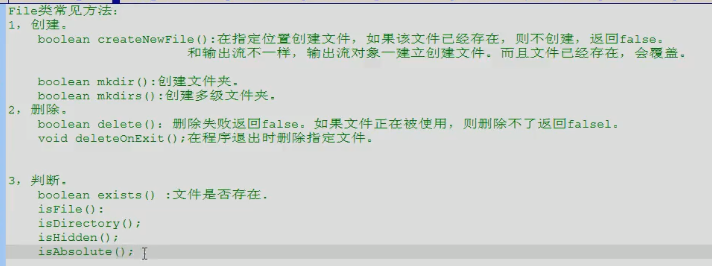 File类常见方法:
1，创建。
boolean createNewFile():在指定位置创建文件，如果该文件已经存在，则不创建，返回false。
和输出流不一样，输出流对象一建立创建文件。而且文件已经存在，会覆盖。
boolean mkdir():创建文件夹。
boolean mkdirs():创建多级文件夹。
2，删除。
boolean delete(): 删除失败返回false。如果文件正在被使用，则删除不了返回falsel。
void deleteOnExit();在程序退出时删除指定文件。
3，判断。
boolean exists() :文件是否存在.
isFile():
isDirectory();
isHidden();
isAbsolute();